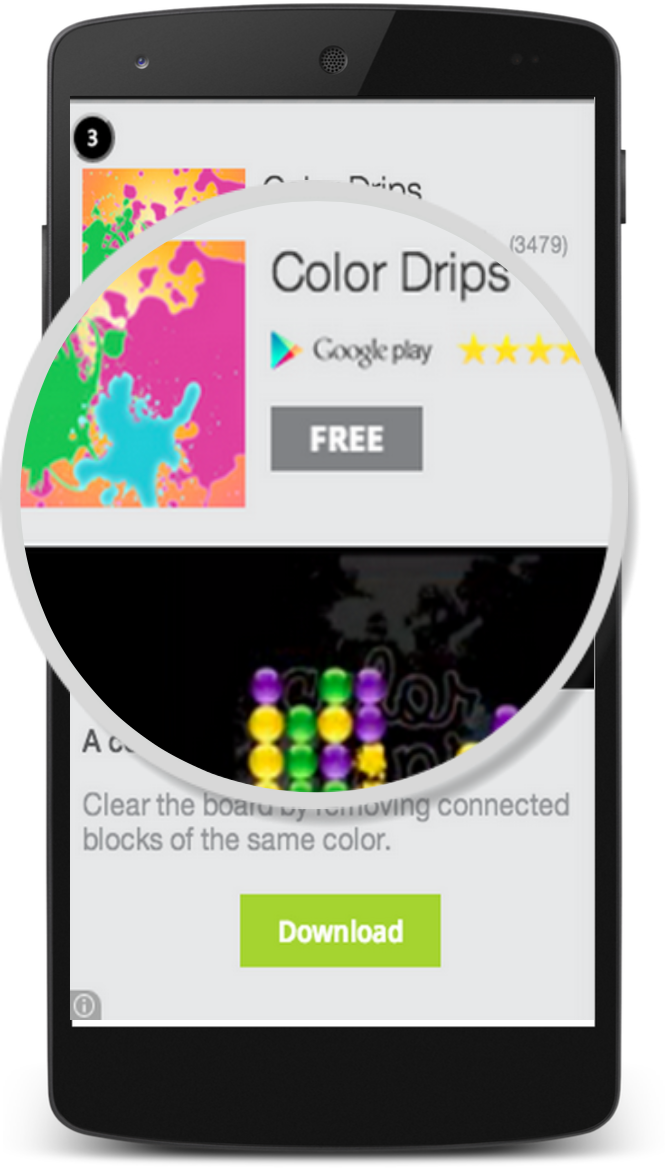 3
Color Drips
(3479)
Color Drips
Google play
FREE
color
A
Clear the board by removing connected
blocks of the same color.
Download